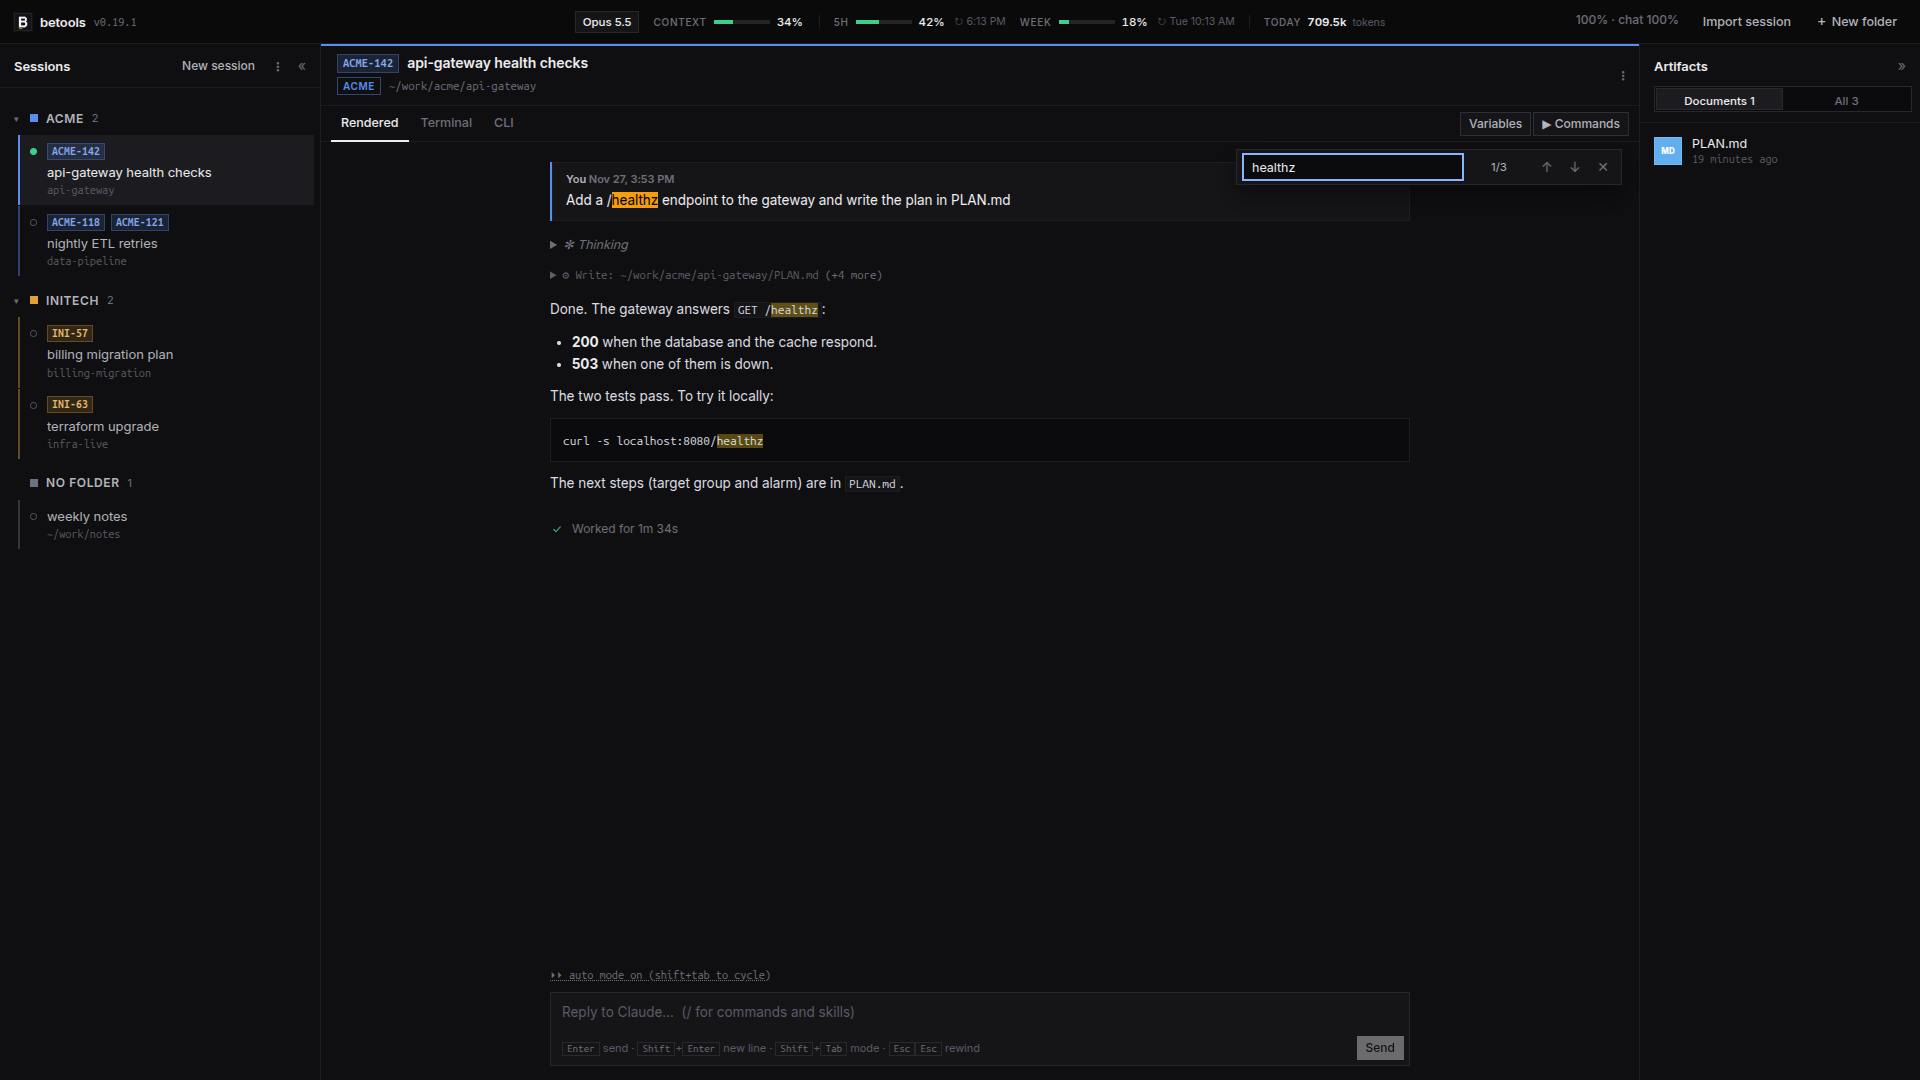 B betools v0.19.1
Opus 5.5 CONTEXT 34% 5H 42% ↻ 6:13 PM WEEK 18% ↻ Tue 10:13 AM TODAY 709.5k tokens
100% · chat 100% Import session + New folder
Sessions New session ⋮ «
▾ ACME 2
ACME-142
api-gateway health checks
api-gateway
ACME-118 ACME-121
nightly ETL retries
data-pipeline
▾ INITECH 2
INI-57
billing migration plan
billing-migration
INI-63
terraform upgrade
infra-live
NO FOLDER 1
weekly notes
~/work/notes
ACME-142 api-gateway health checks
ACME ~/work/acme/api-gateway
Rendered Terminal CLI
Variables ▶ Commands
healthz 1/3 ↑ ↓ ✕
You Nov 27, 3:53 PM
Add a /healthz endpoint to the gateway and write the plan in PLAN.md
▶ ✻ Thinking
▶ ⚙ Write: ~/work/acme/api-gateway/PLAN.md (+4 more)
Done. The gateway answers GET /healthz :
• 200 when the database and the cache respond.
• 503 when one of them is down.
The two tests pass. To try it locally:
curl -s localhost:8080/healthz
The next steps (target group and alarm) are in PLAN.md.
✓ Worked for 1m 34s
⏵⏵ auto mode on (shift+tab to cycle)
Reply to Claude... (/ for commands and skills)
Enter send · Shift+Enter new line · Shift+Tab mode · Esc Esc rewind
Send
Artifacts »
Documents 1 All 3
MD PLAN.md
19 minutes ago